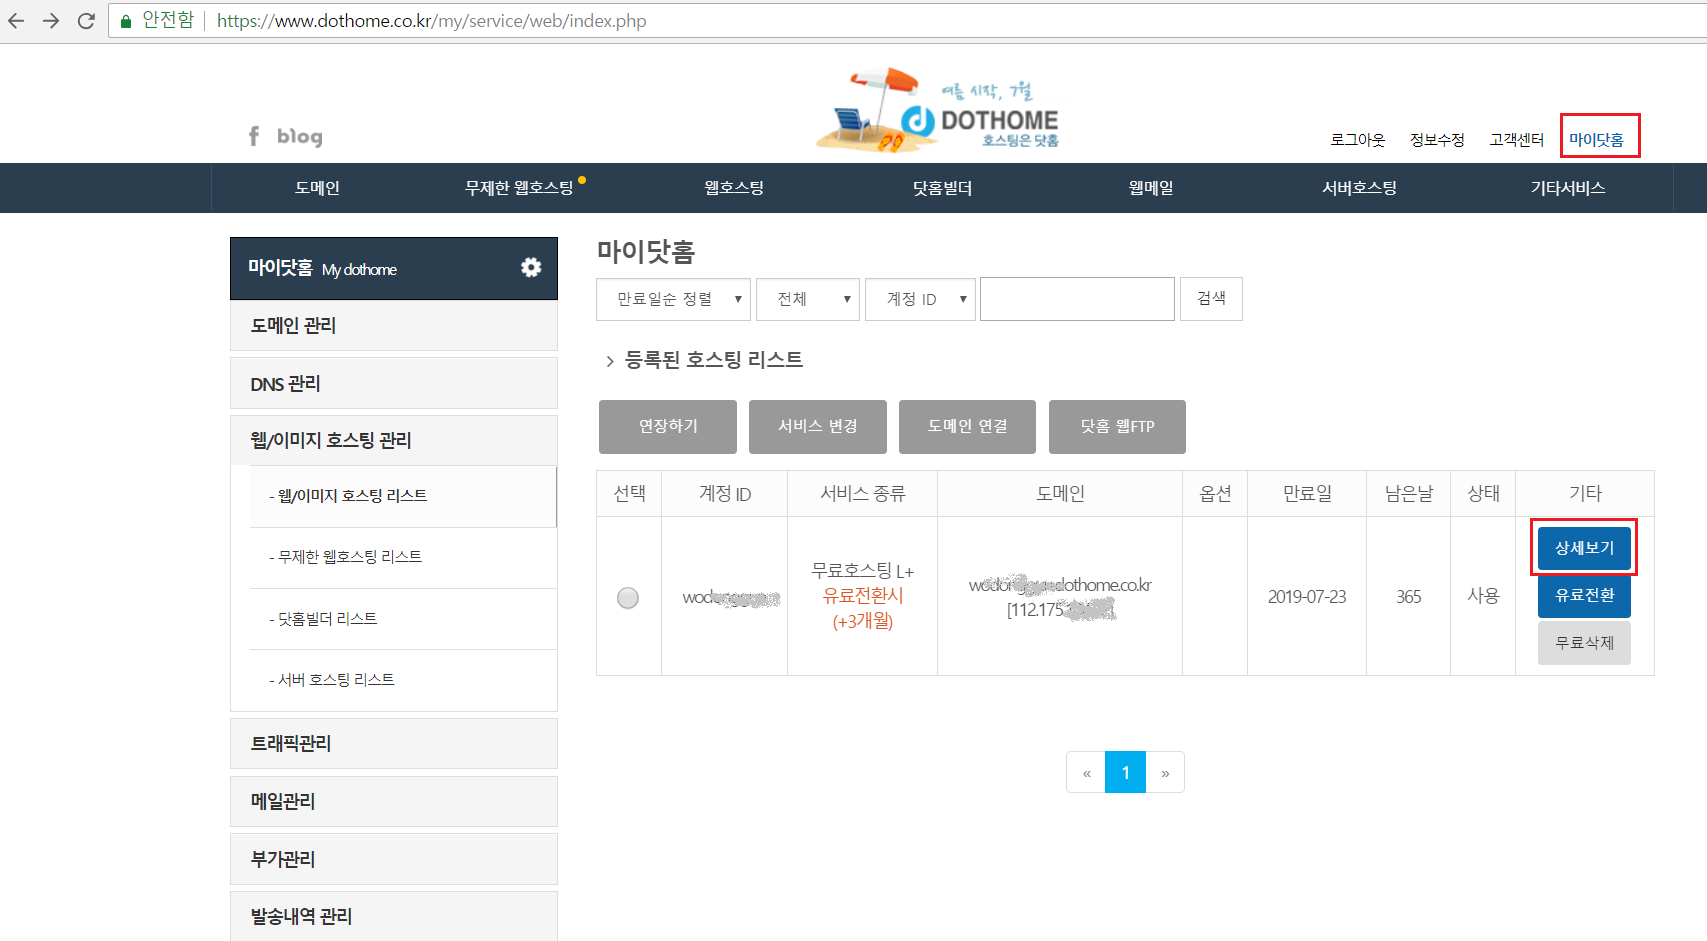 안전함 https://www.dothome.co.kr/my/service/web/index.php
여름 시작, 7월
DOTHOME
호스팅은 닷홈
f blog
로그아웃 정보수정 고객센터 마이닷홈
도메인 무제한 웹호스팅 웹호스팅 닷홈빌더 웹메일 서버호스팅 기타서비스
마이닷홈 My dothome
도메인 관리
DNS 관리
웹/이미지 호스팅 관리
- 웹/이미지 호스팅 리스트
- 무제한 웹호스팅 리스트
- 닷홈빌더 리스트
- 서버 호스팅 리스트
트래픽관리
메일관리
부가관리
발송내역 관리
마이닷홈
만료일순 정렬 ▼ 전체 ▼ 계정 ID ▼ 검색
> 등록된 호스팅 리스트
연장하기 서비스 변경 도메인 연결 닷홈 웹FTP
선택 계정 ID 서비스 종류 도메인 옵션 만료일 남은날 상태 기타
무료호스팅 L+
유료전환시
(+3개월)
dothome.co.kr
[112.175
2019-07-23 365 사용
상세보기
유료전환
무료삭제
« 1 »